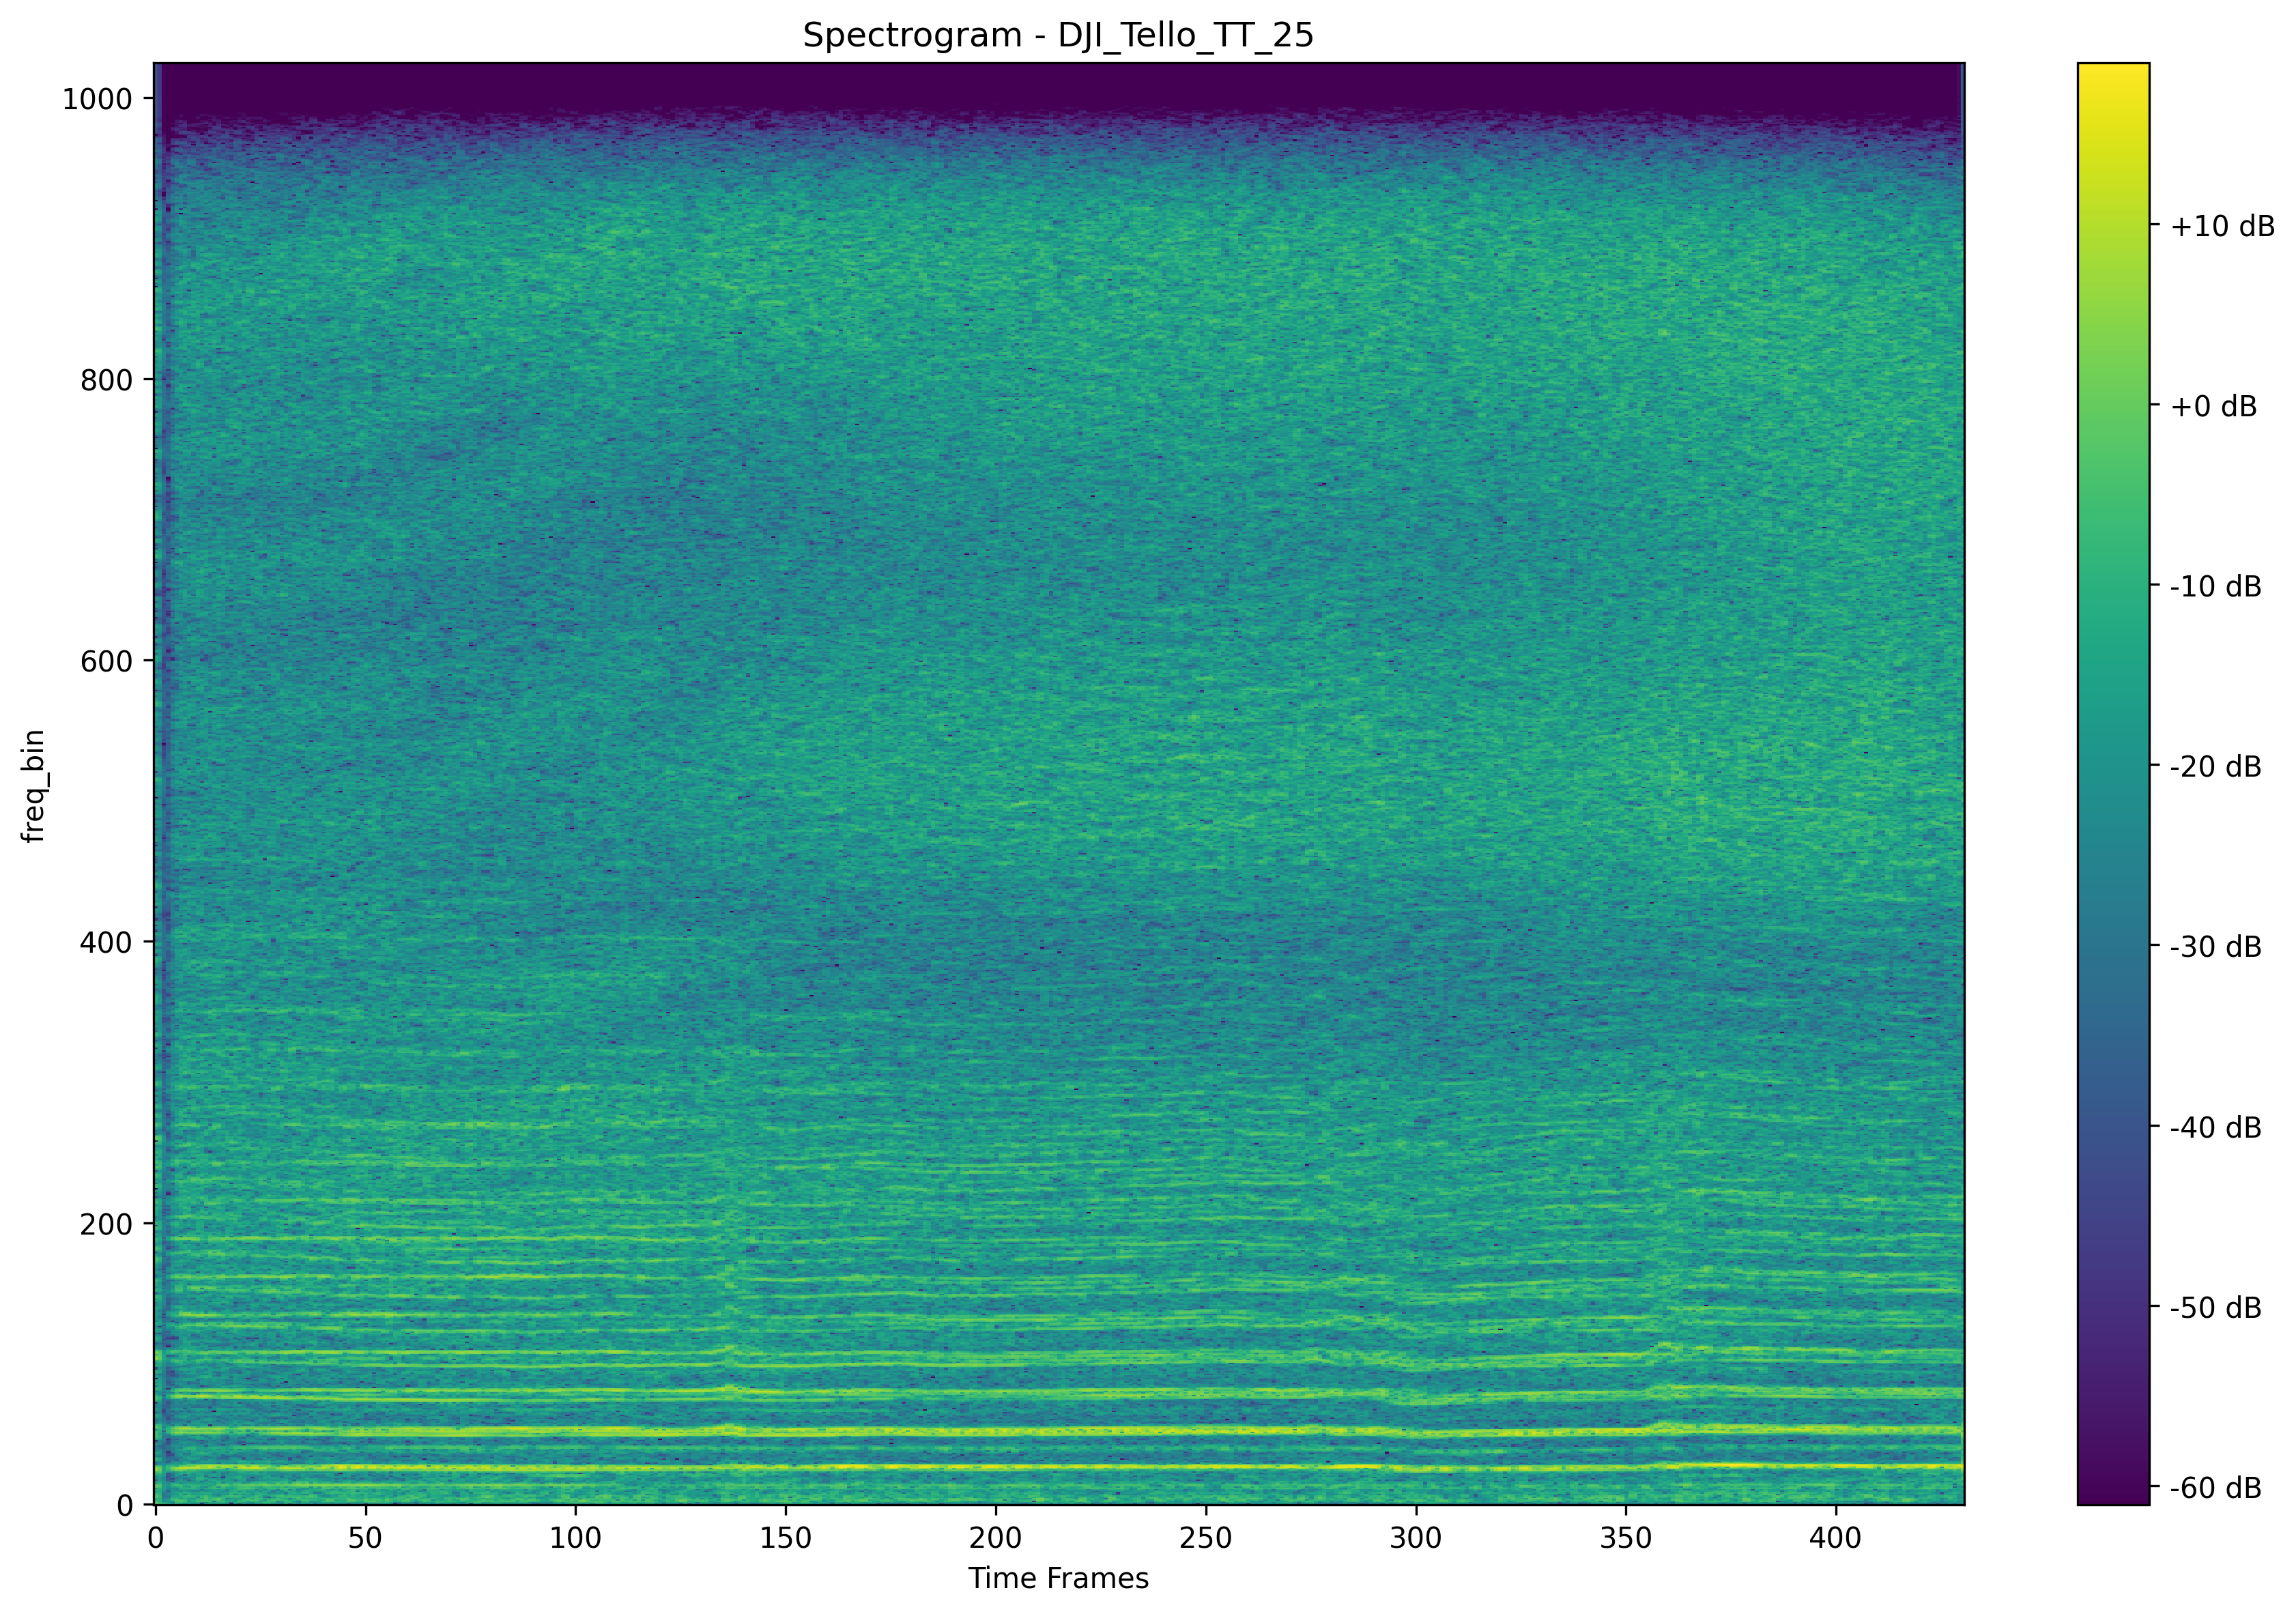 Spectrogram - DJI_Tello_TT_25
1000
800
600
400
200
0
freq_bin
0 50 100 150 200 250 300 350 400
Time Frames
+10 dB
+0 dB
-10 dB
-20 dB
-30 dB
-40 dB
-50 dB
-60 dB